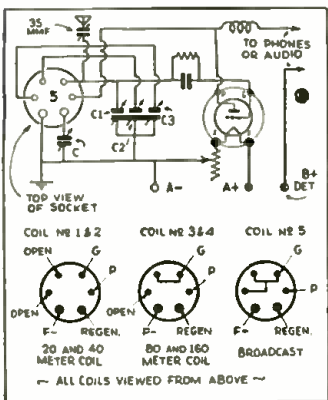 35
MMF
TO PHONES
OR AUDIO
5
C1
C3
C2
C
B+
DET
A-
A+
TOP VIEW
OF SOCKET
COIL Nº 1&2
COIL Nº 3&4
COIL Nº 5
OPEN
G
G
G
P
P
P
OPEN
OPEN
F-
REGEN.
F-
REGEN
F-
REGEN.
20 AND 40
METER COIL
80 AND 160
METER COIL
BROADCAST
~ ALL COILS VIEWED FROM ABOVE ~